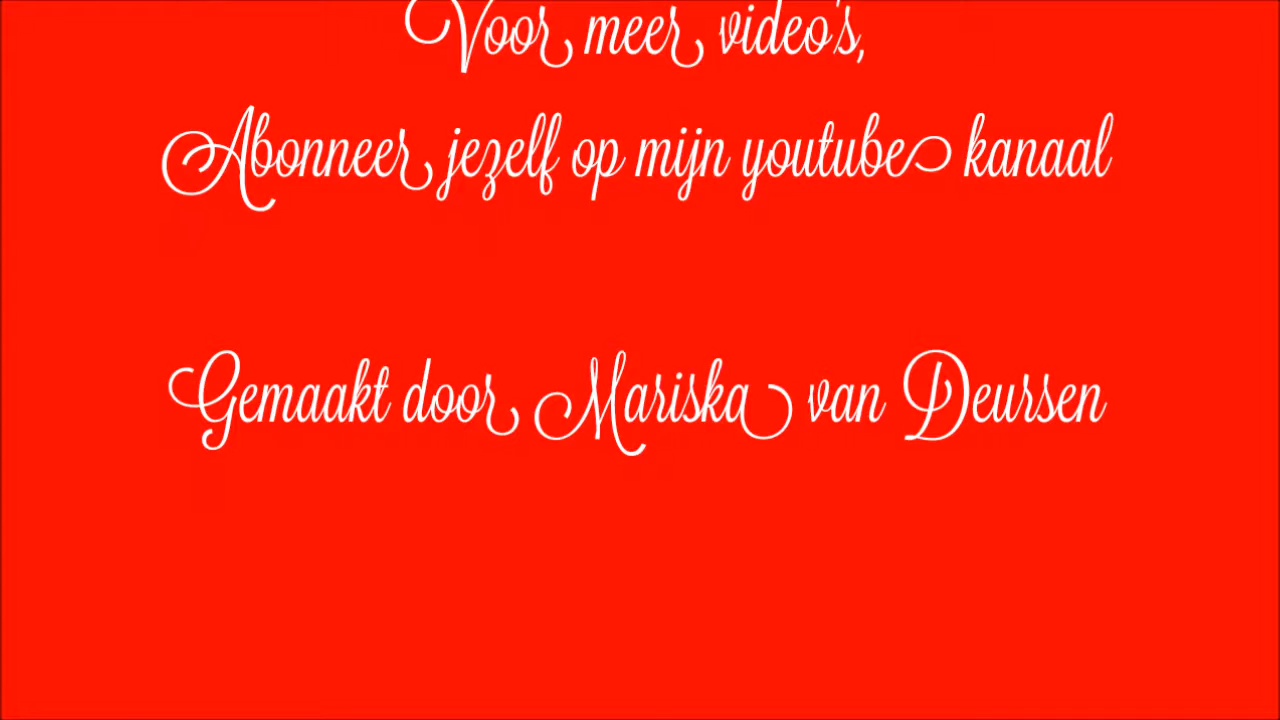 Voor meer video's,
Abonneer jezelf op mijn youtube kanaal
Gemaakt door Mariska van Deursen